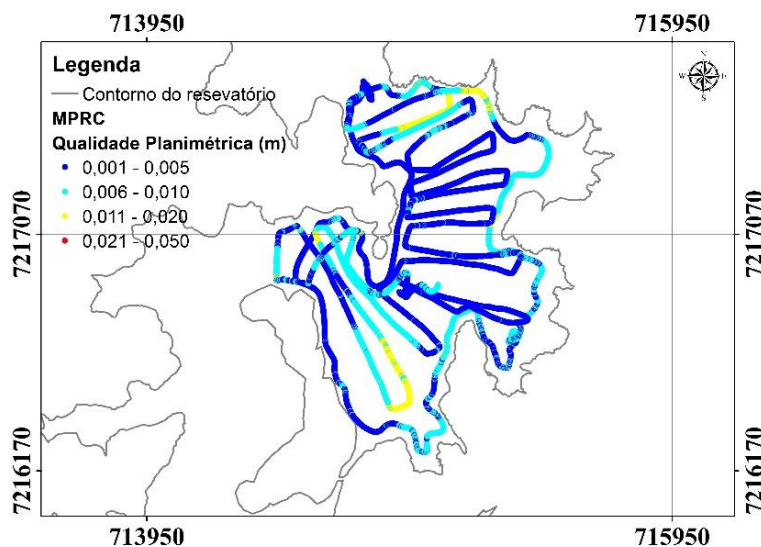 713950 715950
Legenda
Contorno do resevatório
MPRC
Qualidade Planimétrica (m)
0,001 - 0,005
0,006 - 0,010
0,011 - 0,020
0,021 - 0,050
N
W E
S
7217070 7217070
7216170 7216170
713950 715950